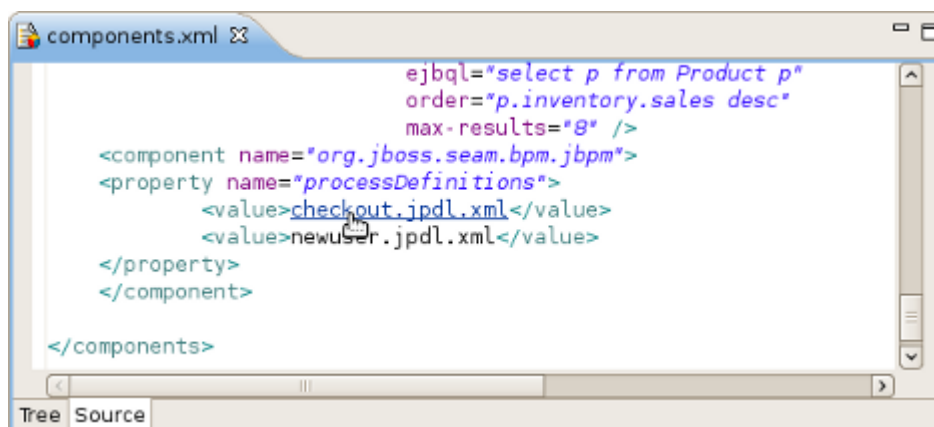 components.xml
ejbql="select p from Product p"
order="p.inventory.sales desc"
max-results="8" />
<component name="org.jboss.seam.bpm.jbpm">
<property name="processDefinitions">
<value>checkout.jpdl.xml</value>
<value>newuser.jpdl.xml</value>
</property>
</component>
</components>
Tree Source